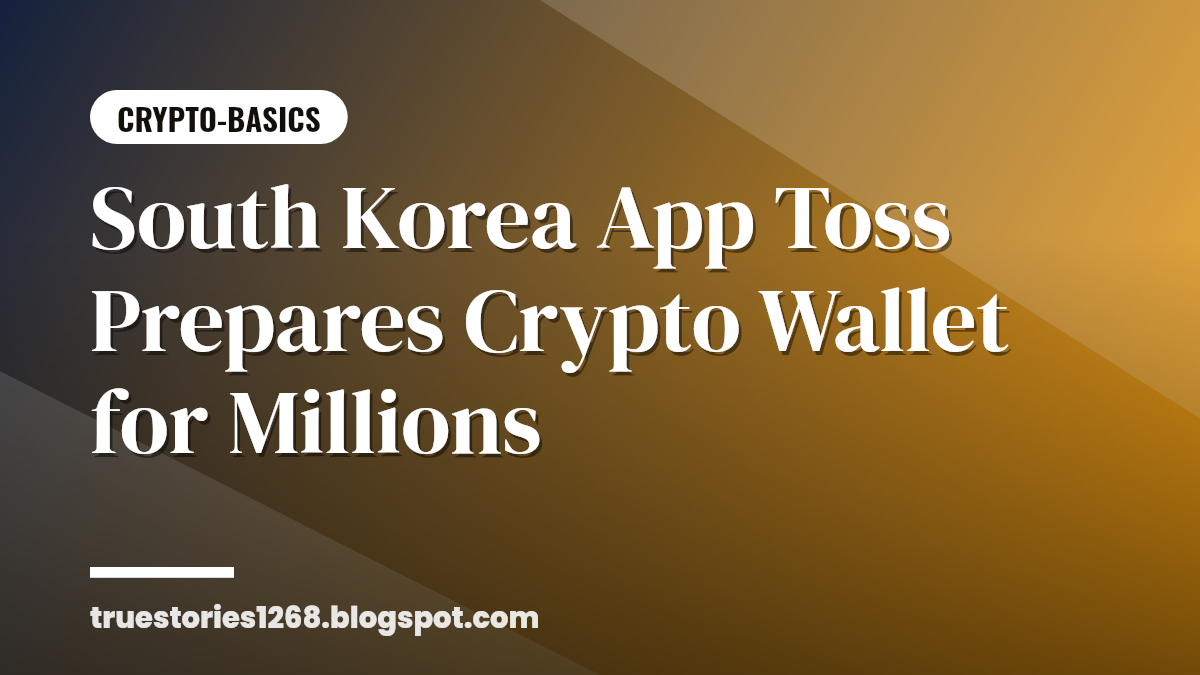 CRYPTO-BASICS
South Korea App Toss
Prepares Crypto Wallet
for Millions
truestories1268.blogspot.com